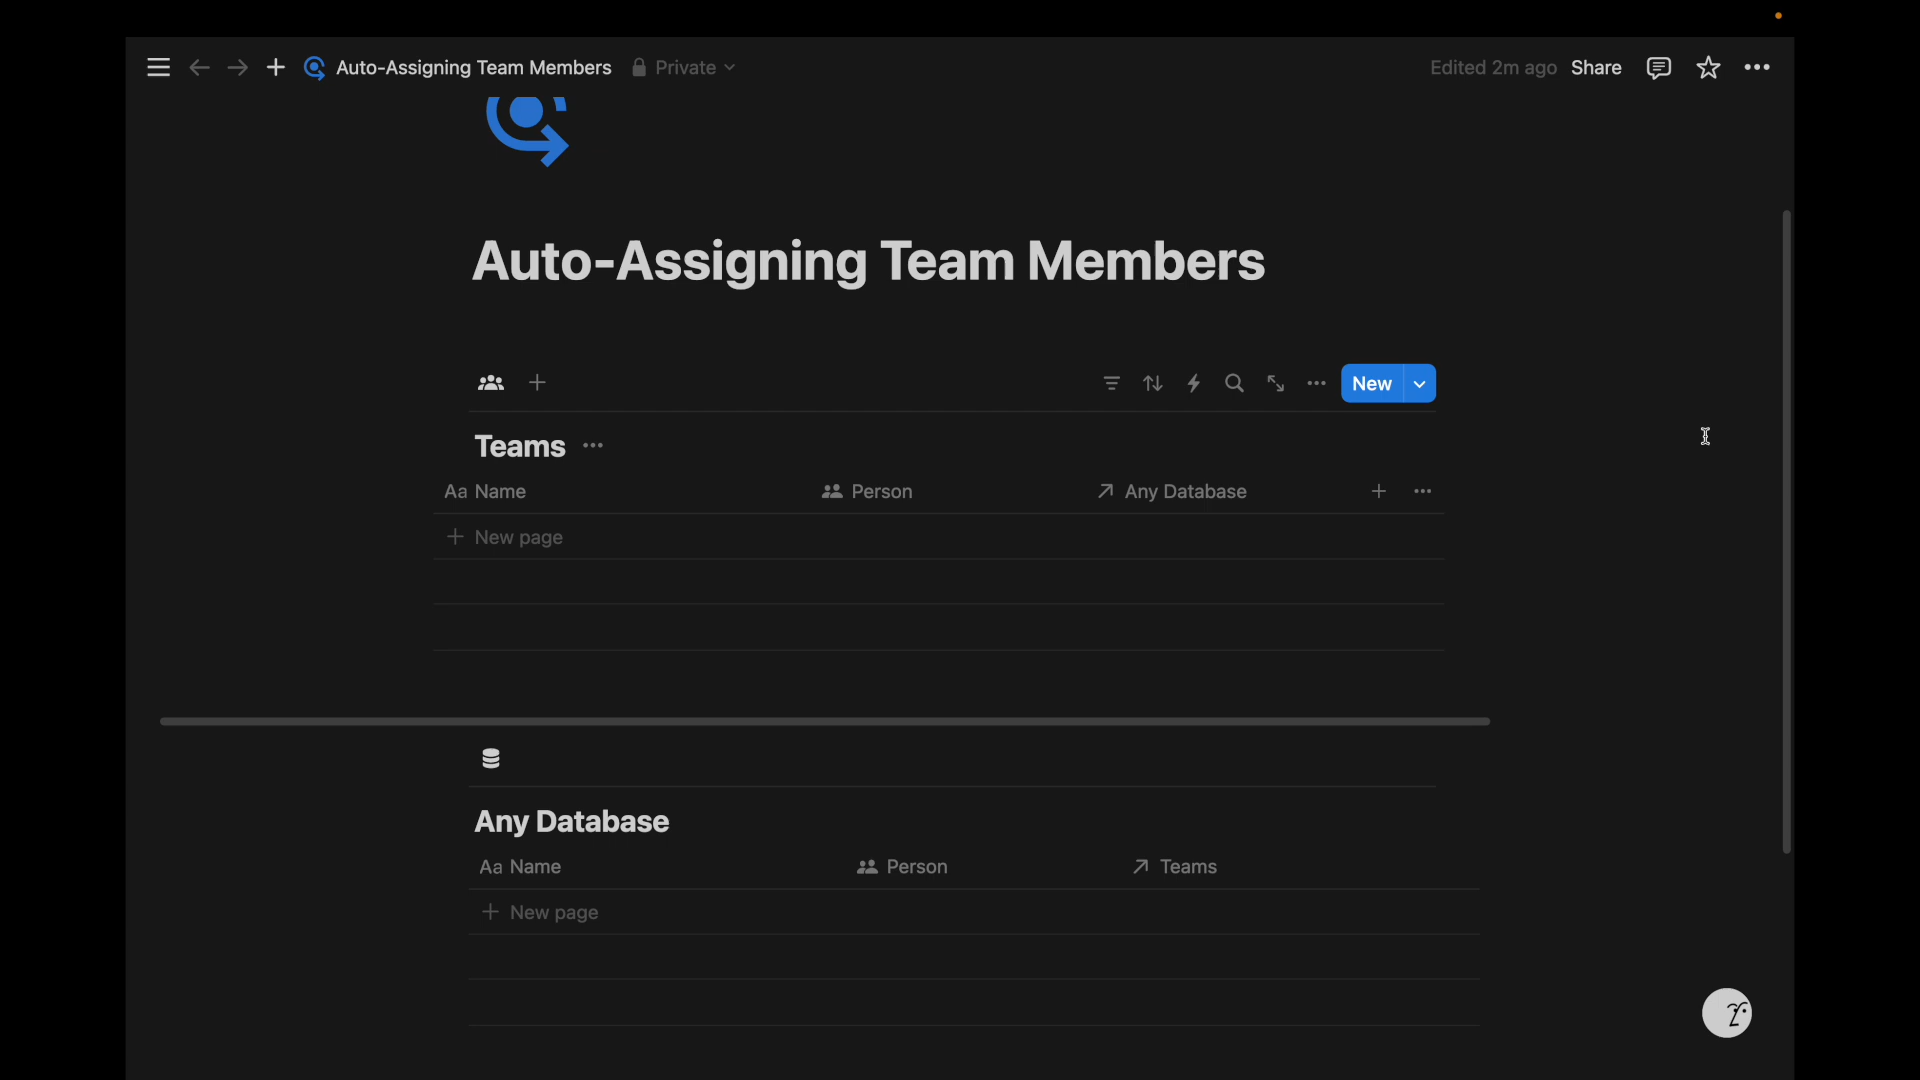 Auto-Assigning Team Members Private Edited 2m ago Share
Auto-Assigning Team Members
New
Teams
Aa Name Person Any Database
New page
Any Database
Aa Name Person Teams
New page